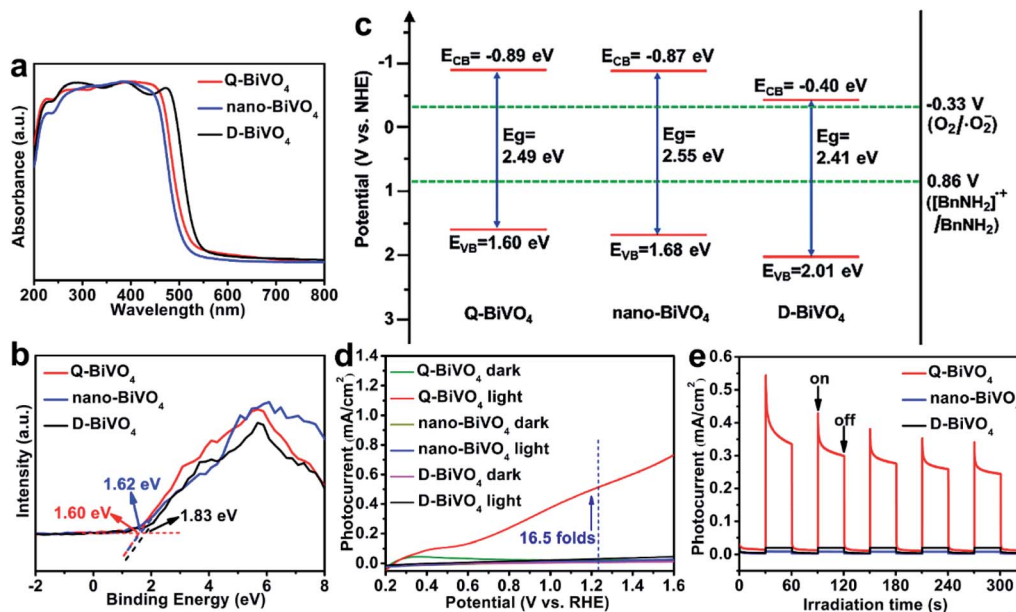 a
Absorbance (a.u.)
Q-BiVO₄
nano-BiVO₄
D-BiVO₄
200 300 400 500 600 700 800
Wavelength (nm)
b
Intensity (a.u.)
Q-BiVO₄
nano-BiVO₄
D-BiVO₄
1.62 eV
1.60 eV
1.83 eV
-2 0 2 4 6 8
Binding Energy (eV)
c
Potential (V vs. NHE)
-1
0
1
2
3
E_CB= -0.89 eV
E_CB= -0.87 eV
E_CB= -0.40 eV
Eg=
2.49 eV
Eg=
2.55 eV
Eg=
2.41 eV
E_VB=1.60 eV
E_VB=1.68 eV
E_VB=2.01 eV
Q-BiVO₄
nano-BiVO₄
D-BiVO₄
-0.33 V
(O₂/·O₂⁻)
0.86 V
([BnNH₂]·⁺
/BnNH₂)
d
Photocurrent (mA/cm²)
1.4
1.2
1.0
0.8
0.6
0.4
0.2
0.0
Q-BiVO₄ dark
Q-BiVO₄ light
nano-BiVO₄ dark
nano-BiVO₄ light
D-BiVO₄ dark
D-BiVO₄ light
16.5 folds
0.2 0.4 0.6 0.8 1.0 1.2 1.4 1.6
Potential (V vs. RHE)
e
Photocurrent (mA/cm²)
0.6
0.5
0.4
0.3
0.2
0.1
0.0
on
off
Q-BiVO₄
nano-BiVO₄
D-BiVO₄
0 60 120 180 240 300
Irradiation time (s)